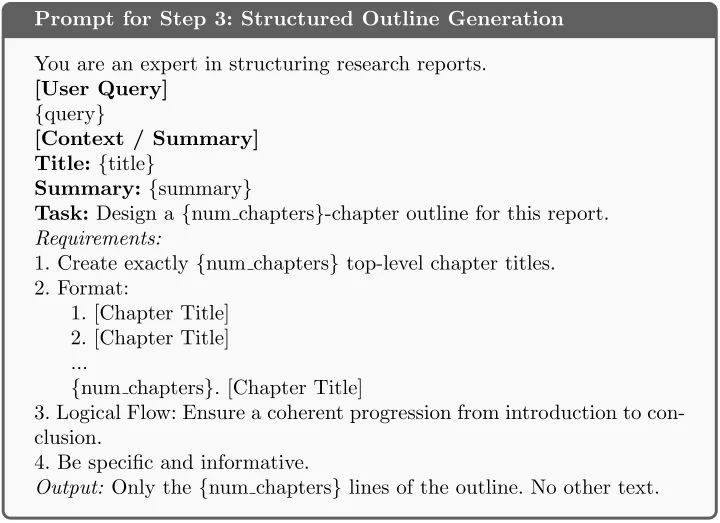 Prompt for Step 3: Structured Outline Generation
You are an expert in structuring research reports.
[User Query]
{query}
[Context / Summary]
Title: {title}
Summary: {summary}
Task: Design a {num_chapters}-chapter outline for this report.
Requirements:
1. Create exactly {num_chapters} top-level chapter titles.
2. Format:
1. [Chapter Title]
2. [Chapter Title]
...
{num_chapters}. [Chapter Title]
3. Logical Flow: Ensure a coherent progression from introduction to con-
clusion.
4. Be specific and informative.
Output: Only the {num_chapters} lines of the outline. No other text.